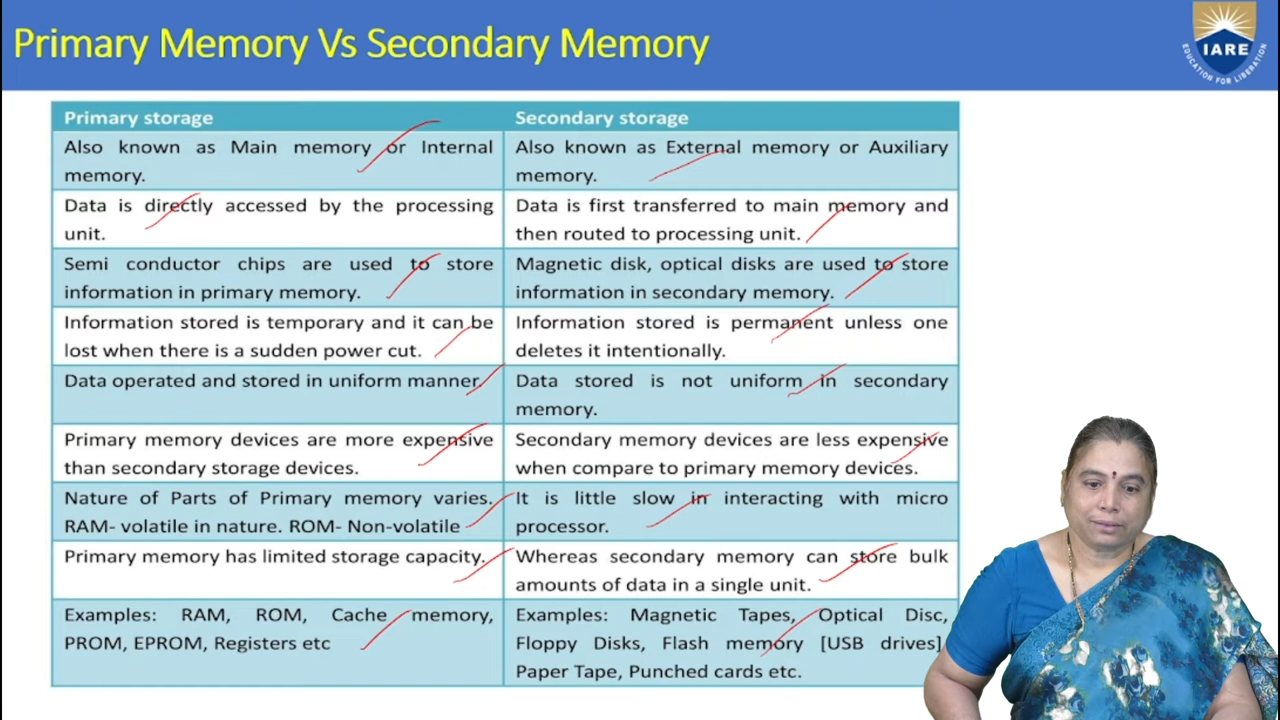 Primary Memory Vs Secondary Memory
IARE
EDUCATION FOR LIBERATION
Primary storage
Secondary storage
Also known as Main memory or Internal
memory.
Also known as External memory or Auxiliary
memory.
Data is directly accessed by the processing
unit.
Data is first transferred to main memory and
then routed to processing unit.
Semi conductor chips are used to store
information in primary memory.
Magnetic disk, optical disks are used to store
information in secondary memory.
Information stored is temporary and it can be
lost when there is a sudden power cut.
Information stored is permanent unless one
deletes it intentionally.
Data operated and stored in uniform manner.
Data stored is not uniform in secondary
memory.
Primary memory devices are more expensive
than secondary storage devices.
Secondary memory devices are less expensive
when compare to primary memory devices.
Nature of Parts of Primary memory varies.
RAM- volatile in nature. ROM- Non-volatile
It is little slow in interacting with micro
processor.
Primary memory has limited storage capacity.
Whereas secondary memory can store bulk
amounts of data in a single unit.
Examples: RAM, ROM, Cache memory,
PROM, EPROM, Registers etc
Examples: Magnetic Tapes, Optical Disc,
Floppy Disks, Flash memory [USB drives]
Paper Tape, Punched cards etc.